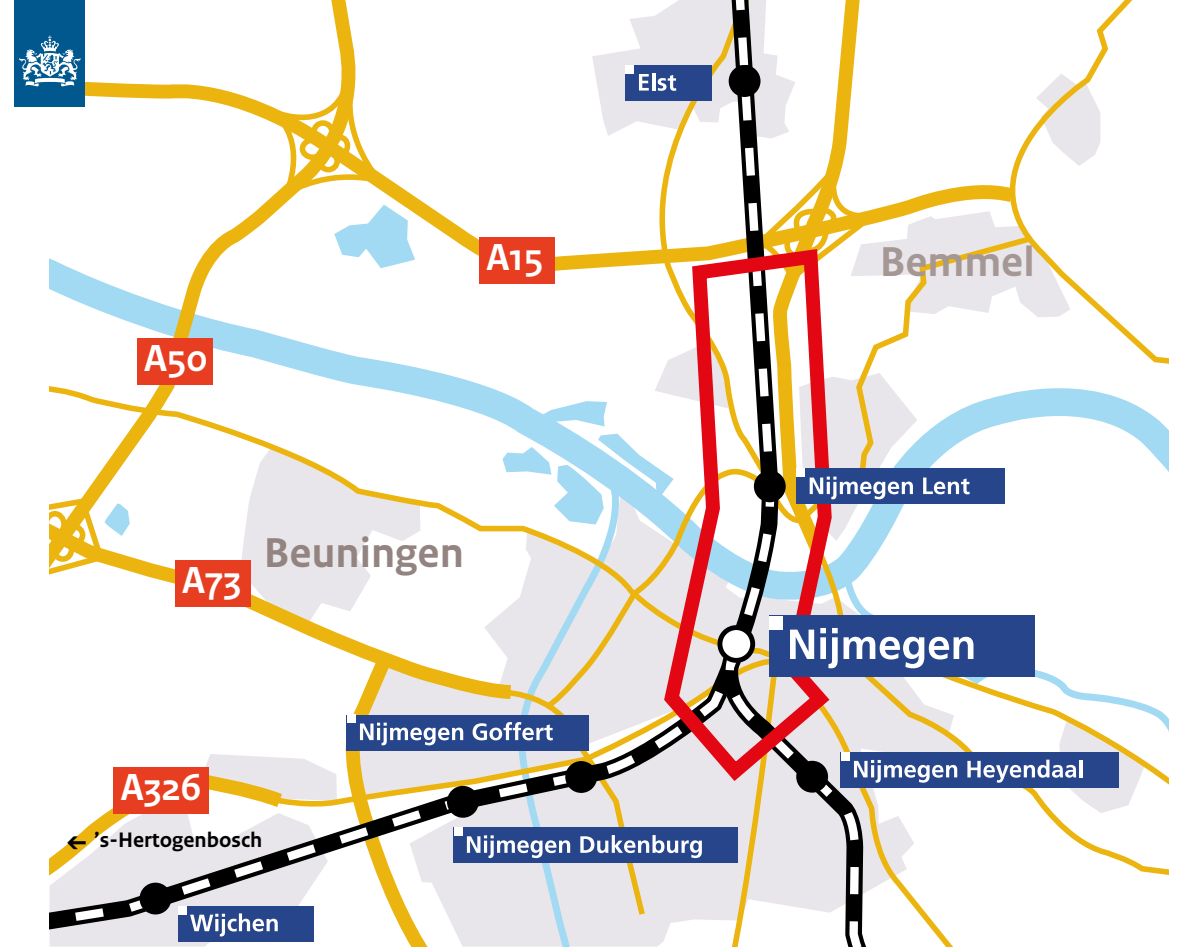 Elst
A15
Bemmel
A50
Nijmegen Lent
Beuningen
A73
Nijmegen
Nijmegen Goffert
Nijmegen Heyendaal
A326
← 's-Hertogenbosch
Nijmegen Dukenburg
Wijchen